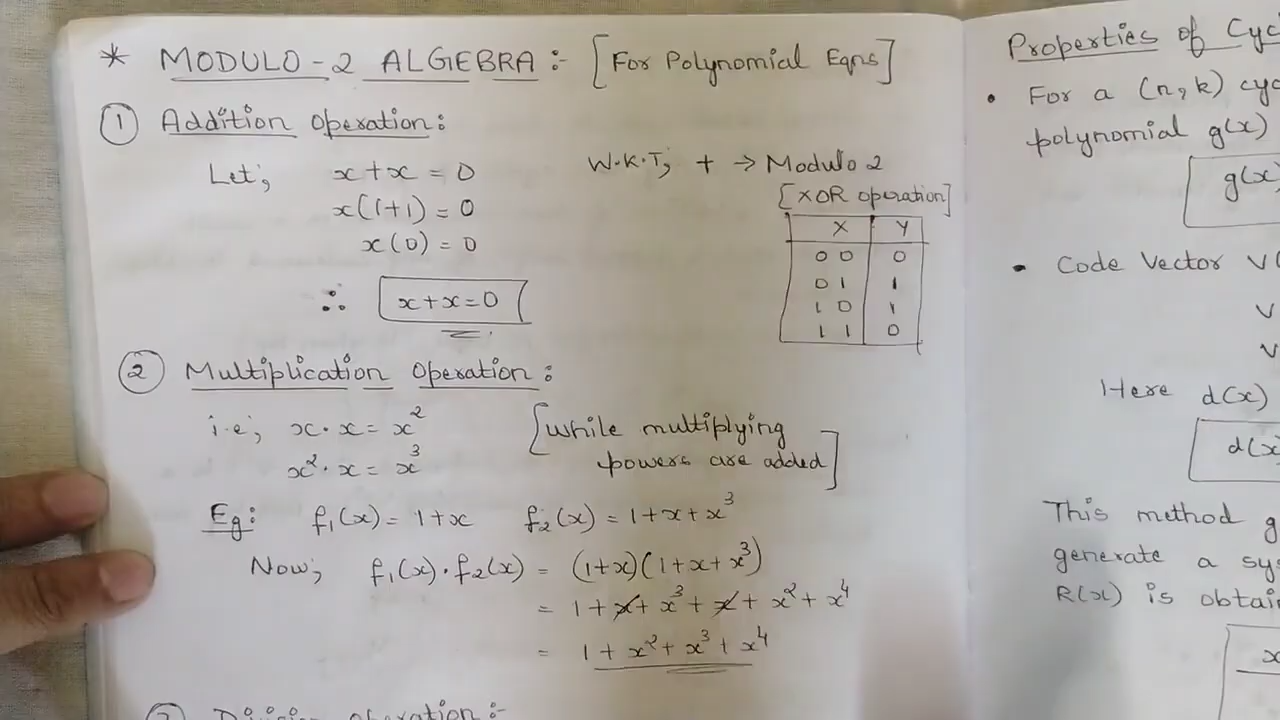 * MODULO-2 ALGEBRA :- [For Polynomial Eqns]
① Addition Operation:
Let; x+x = 0
x(1+1) = 0
x(0) = 0
∴ x+x=0
W.K.T; + → Modulo 2
[XOR operation]
X Y
0 0 0
0 1 1
1 0 1
1 1 0
② Multiplication Operation:
i.e; x·x = x²
x²·x = x³
[while multiplying
powers are added]
Eg: f₁(x) = 1+x f₂(x) = 1+x+x³
Now; f₁(x)·f₂(x) = (1+x)(1+x+x³)
= 1+x+x³+x+x²+x⁴
= 1+x²+x³+x⁴
Properties of Cyc
• For a (n,k) cyc
polynomial g(x)
g(x
• Code Vector V(
V
V
Here d(x)
d(x
This method g
generate a sys
R(x) is obtai
x